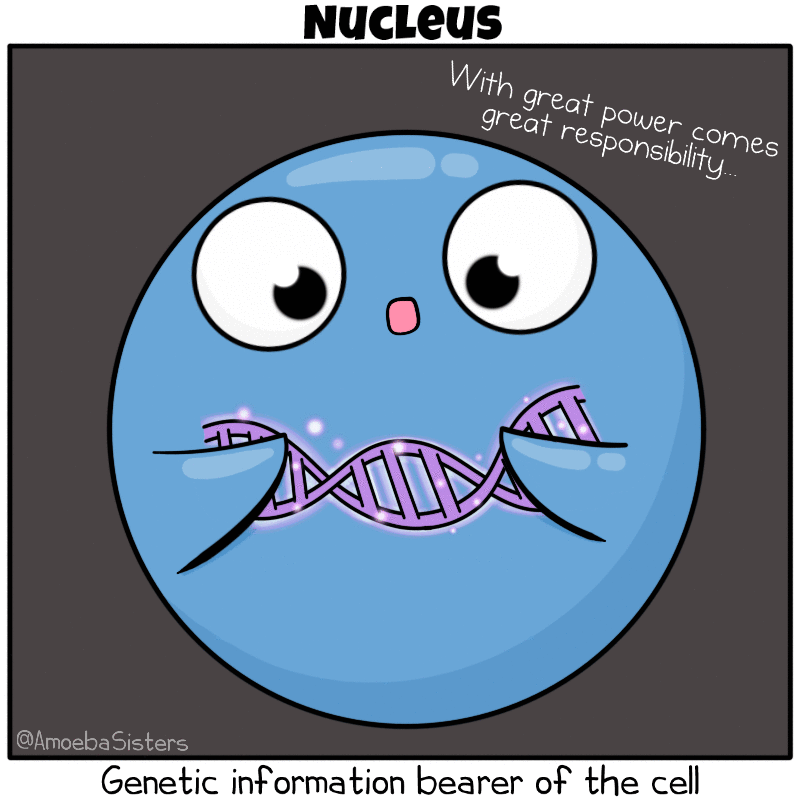 Nucleus
With great power comes
great responsibility...
@AmoebaSisters
Genetic information bearer of the cell